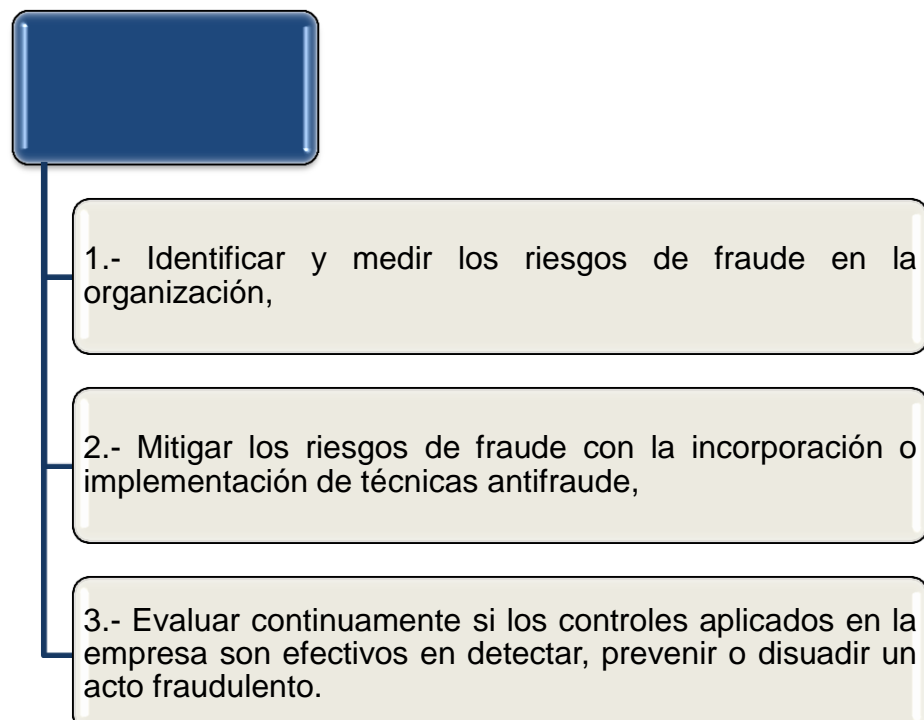 1.- Identificar y medir los riesgos de fraude en la
organización,
2.- Mitigar los riesgos de fraude con la incorporación o
implementación de técnicas antifraude,
3.- Evaluar continuamente si los controles aplicados en la
empresa son efectivos en detectar, prevenir o disuadir un
acto fraudulento.